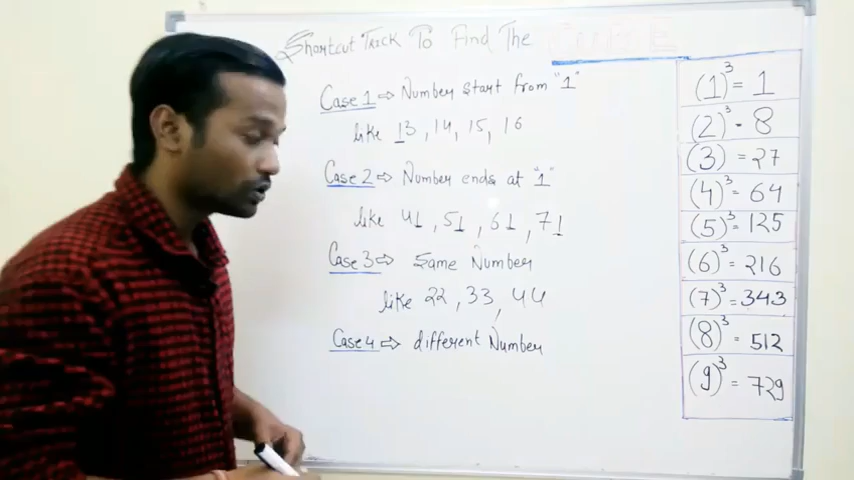 Shortcut Trick To Find The CUBE
Case 1 ⇒ Number start from "1"
like 13, 14, 15, 16
Case 2 ⇒ Number ends at "1"
like 41, 51, 61, 71
Case 3 ⇒ Same Number
like 22, 33, 44
Case 4 ⇒ different Number
(1)³ = 1
(2)³ = 8
(3)³ = 27
(4)³ = 64
(5)³ = 125
(6)³ = 216
(7)³ = 343
(8)³ = 512
(9)³ = 729